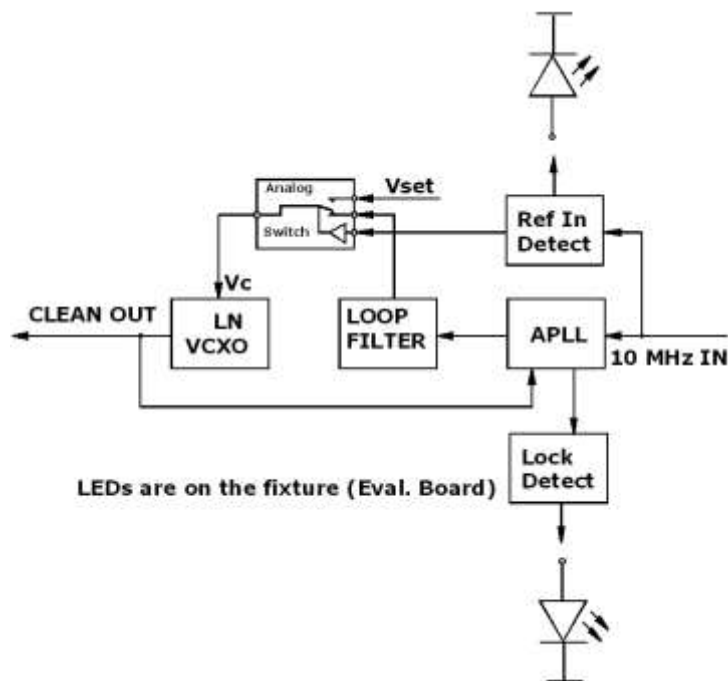 Analog
Vset
Switch
Ref In
Detect
Vc
CLEAN OUT
LN
VCXO
LOOP
FILTER
APLL
10 MHz IN
Lock
Detect
LEDs are on the fixture (Eval. Board)